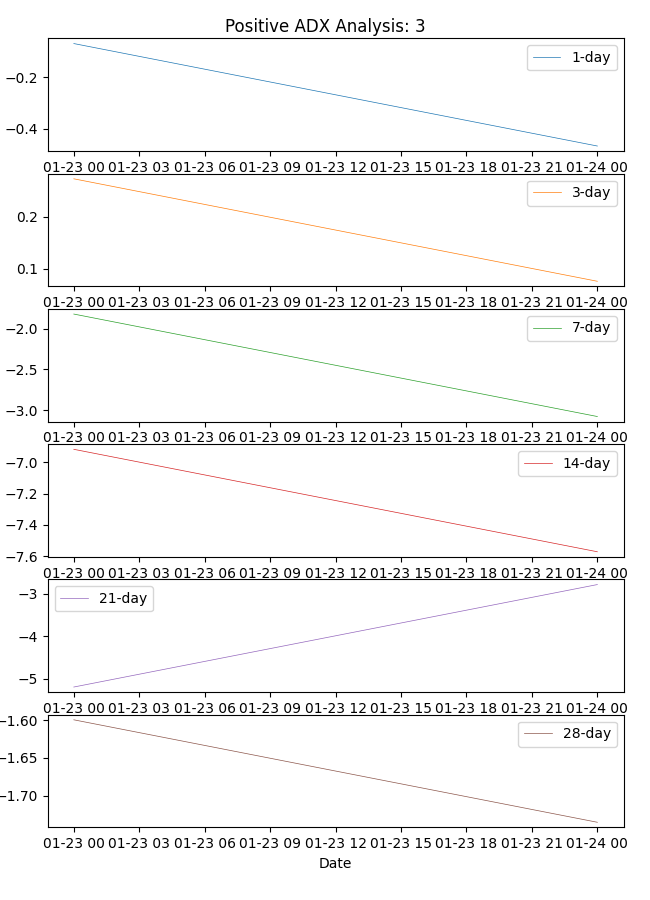 Positive ADX Analysis: 3
1-day
−0.2
−0.4
01-23 00 01-23 03 01-23 06 01-23 09 01-23 12 01-23 15 01-23 18 01-23 21 01-24 00
3-day
0.2
0.1
01-23 00 01-23 03 01-23 06 01-23 09 01-23 12 01-23 15 01-23 18 01-23 21 01-24 00
7-day
−2.0
−2.5
−3.0
01-23 00 01-23 03 01-23 06 01-23 09 01-23 12 01-23 15 01-23 18 01-23 21 01-24 00
14-day
−7.0
−7.2
−7.4
−7.6
01-23 00 01-23 03 01-23 06 01-23 09 01-23 12 01-23 15 01-23 18 01-23 21 01-24 00
21-day
−3
−4
−5
01-23 00 01-23 03 01-23 06 01-23 09 01-23 12 01-23 15 01-23 18 01-23 21 01-24 00
28-day
−1.60
−1.65
−1.70
01-23 00 01-23 03 01-23 06 01-23 09 01-23 12 01-23 15 01-23 18 01-23 21 01-24 00
Date